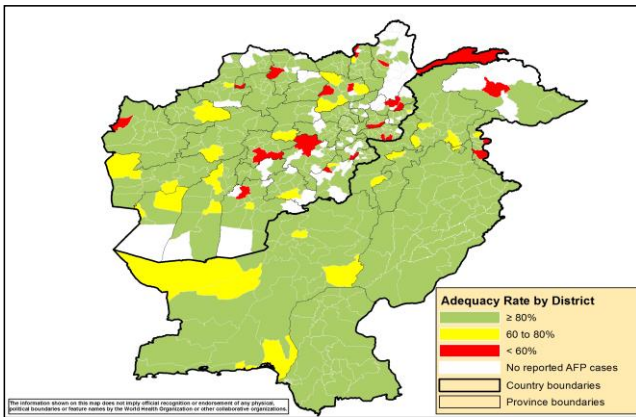 Adequacy Rate by District
≥ 80%
60 to 80%
< 60%
No reported AFP cases
Country boundaries
Province boundaries
The information shown on this map does not imply official recognition or endorsement of any physical,
political boundaries or feature names by the World Health Organization or other collaborative organizations.